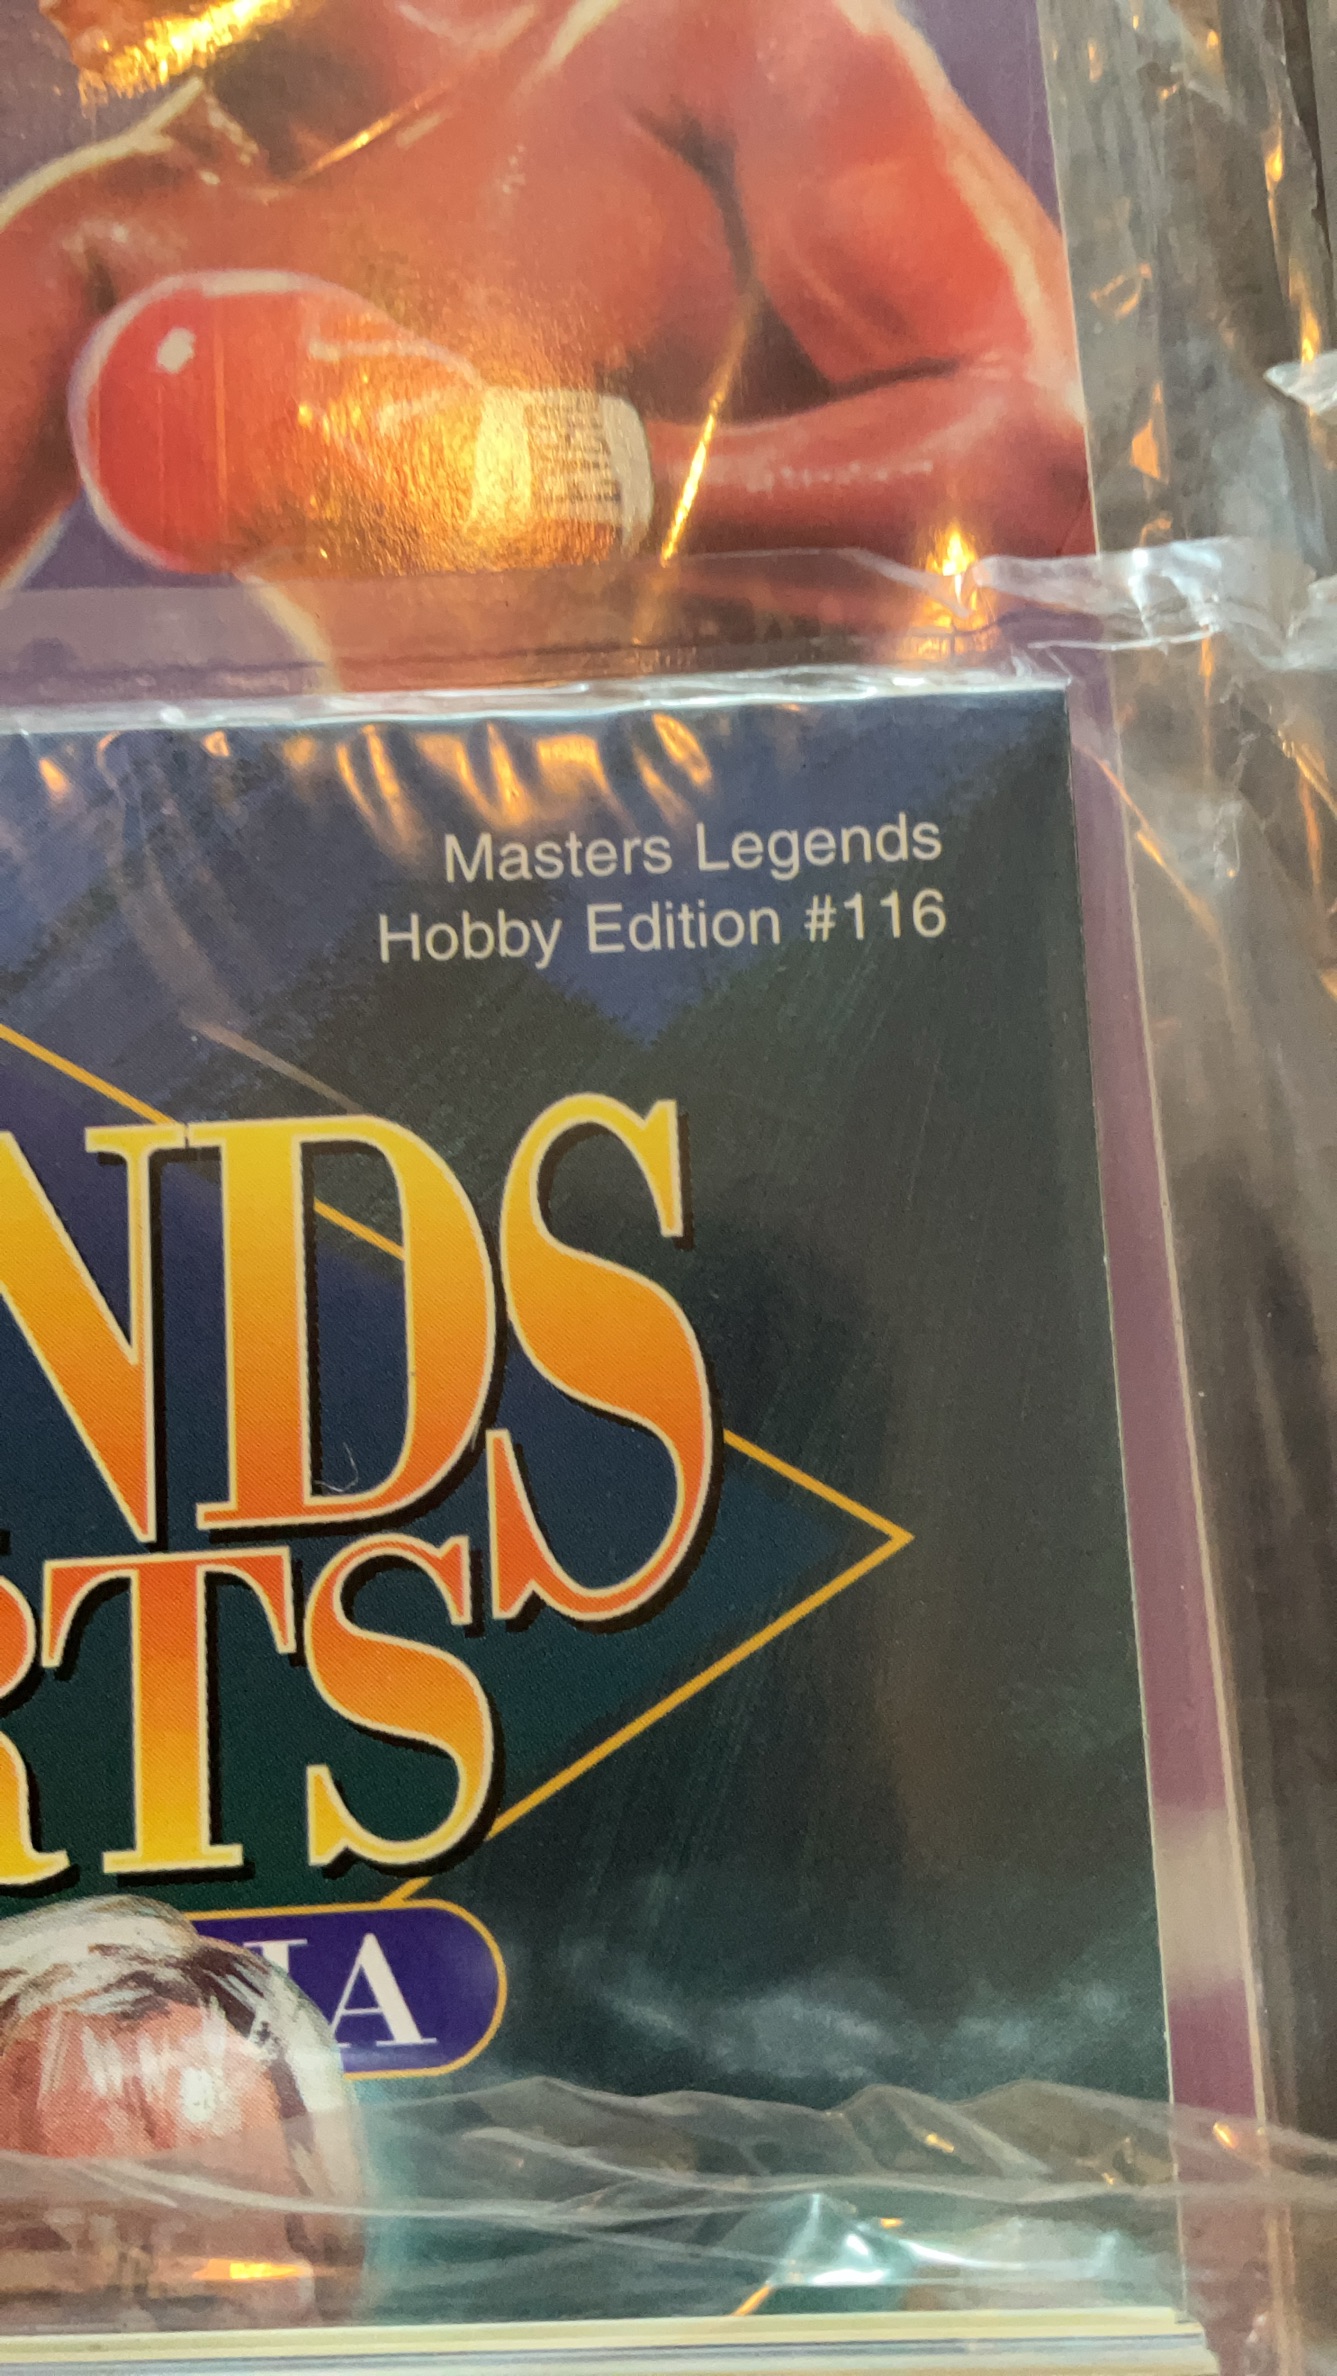 Masters Legends
Hobby Edition #116
NDS
RTS
IA